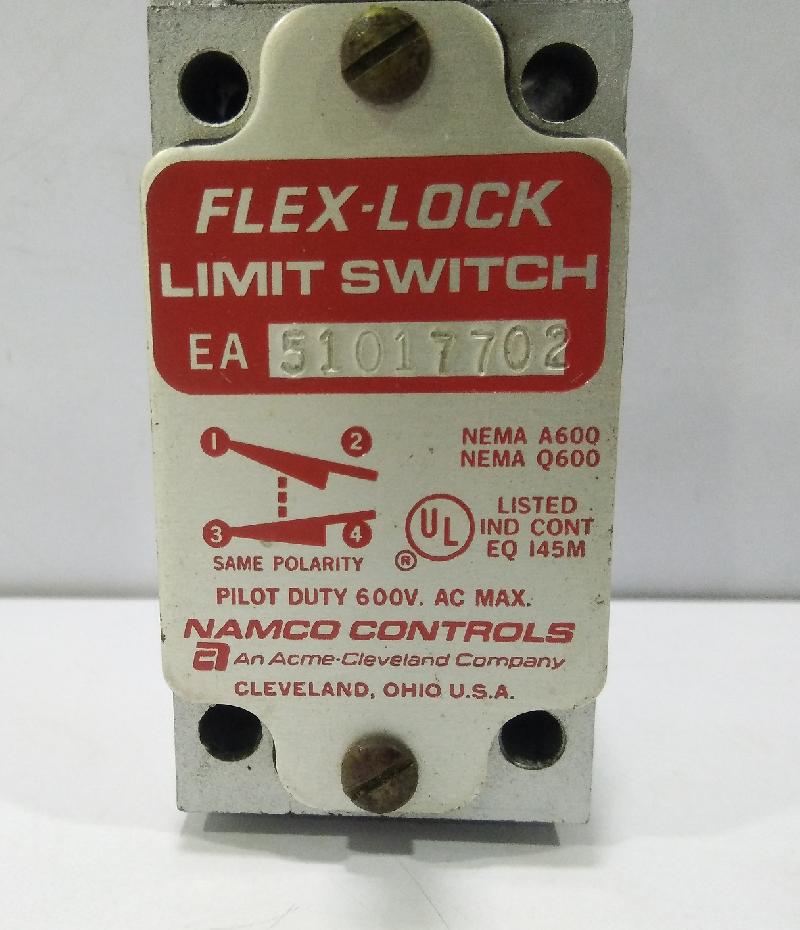 FLEX-LOCK
LIMIT SWITCH
EA 51017702
1 2
3 4
SAME POLARITY
NEMA A600
NEMA Q600
UL ®
LISTED
IND CONT
EQ 145M
PILOT DUTY 600V. AC MAX.
NAMCO CONTROLS
a An Acme-Cleveland Company
CLEVELAND, OHIO U.S.A.